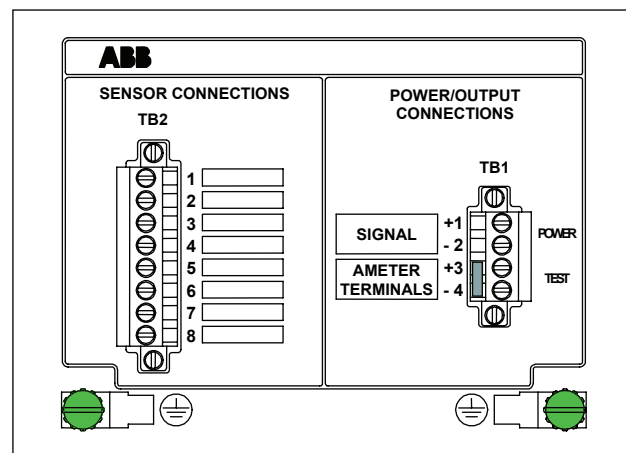 ABB
SENSOR CONNECTIONS
TB2
1
2
3
4
5
6
7
8
POWER/OUTPUT
CONNECTIONS
TB1
SIGNAL
+1
- 2
POWER
AMETER
TERMINALS
+3
- 4
TEST